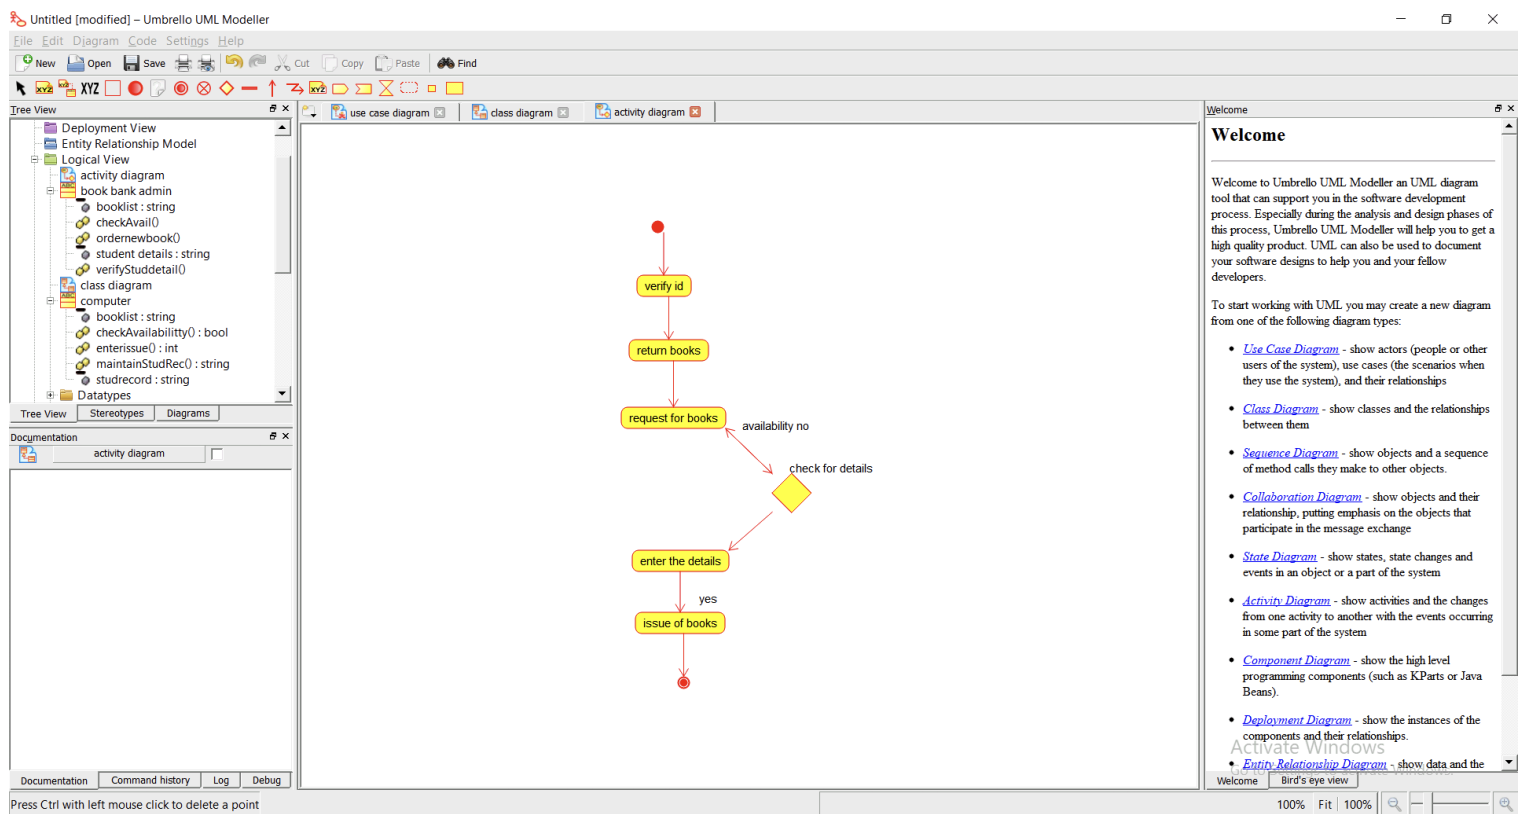 Untitled [modified] – Umbrello UML Modeller
File Edit Diagram Code Settings Help
New Open Save Cut Copy Paste Find
XYZ
Tree View
Deployment View
Entity Relationship Model
Logical View
activity diagram
book bank admin
booklist : string
checkAvail()
ordernewbook()
student details : string
verifyStuddetail()
class diagram
computer
booklist : string
checkAvailabilitty() : bool
enterissue() : int
maintainStudRec() : string
studrecord : string
Datatypes
Tree View Stereotypes Diagrams
Documentation
activity diagram
Documentation Command history Log Debug
Press Ctrl with left mouse click to delete a point
use case diagram class diagram activity diagram
verify id
return books
request for books
availability no
check for details
enter the details
yes
issue of books
Welcome
Welcome
Welcome to Umbrello UML Modeller an UML diagram
tool that can support you in the software development
process. Especially during the analysis and design phases of
this process, Umbrello UML Modeller will help you to get a
high quality product. UML can also be used to document
your software designs to help you and your fellow
developers.
To start working with UML you may create a new diagram
from one of the following diagram types:
• Use Case Diagram - show actors (people or other
users of the system), use cases (the scenarios when
they use the system), and their relationships
• Class Diagram - show classes and the relationships
between them
• Sequence Diagram - show objects and a sequence
of method calls they make to other objects.
• Collaboration Diagram - show objects and their
relationship, putting emphasis on the objects that
participate in the message exchange
• State Diagram - show states, state changes and
events in an object or a part of the system
• Activity Diagram - show activities and the changes
from one activity to another with the events occurring
in some part of the system
• Component Diagram - show the high level
programming components (such as KParts or Java
Beans).
• Deployment Diagram - show the instances of the
components and their relationships.
Activate Windows
• Entity Relationship Diagram - show data and the
Welcome Bird's eye view
100% Fit 100%